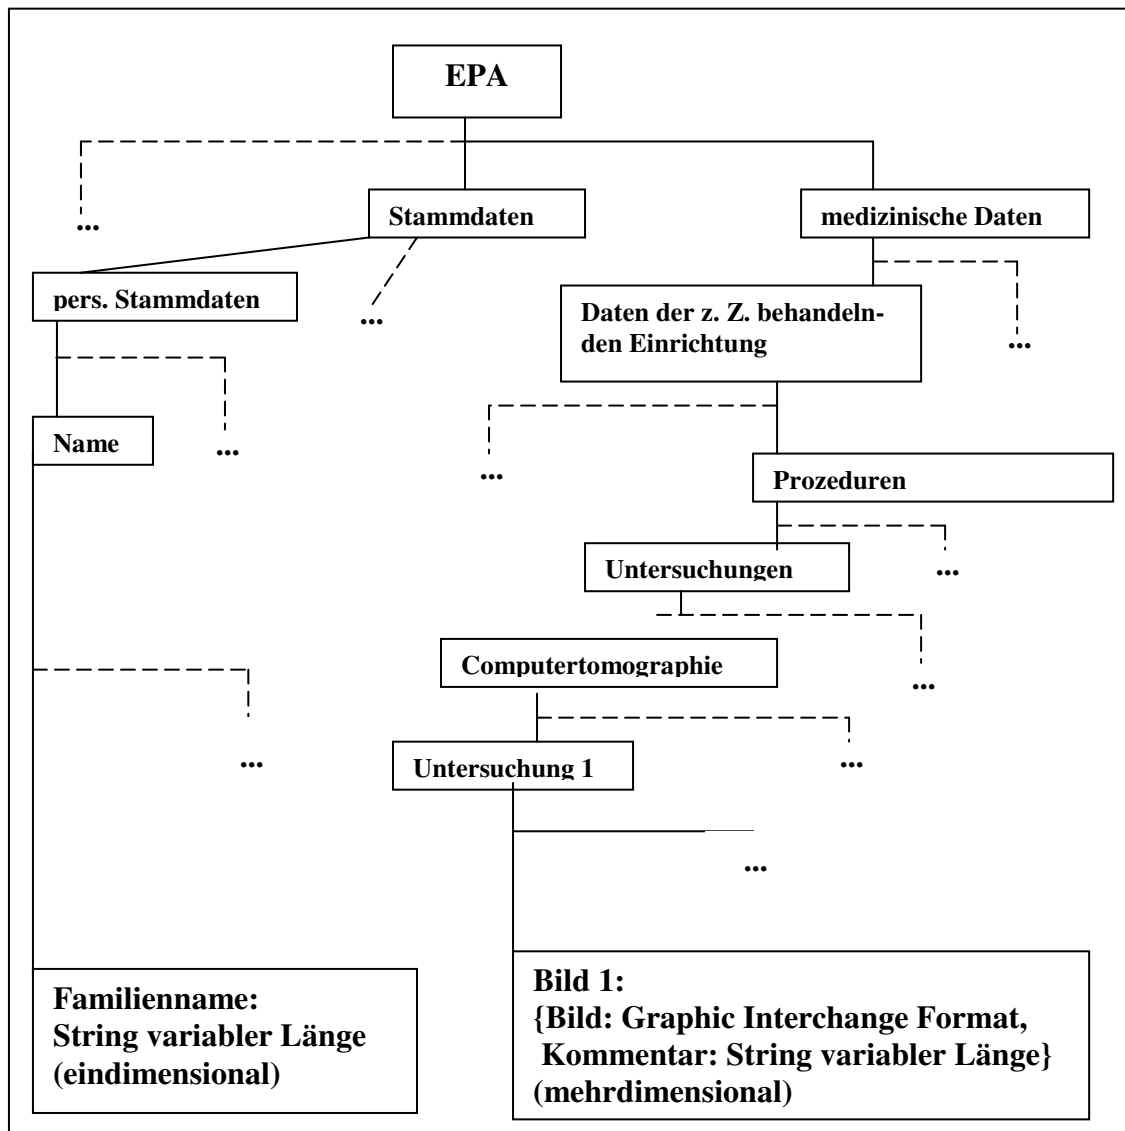 EPA
...
Stammdaten
medizinische Daten
pers. Stammdaten
...
Daten der z. Z. behandeln-
den Einrichtung
...
Name
...
...
Prozeduren
Untersuchungen
...
Computertomographie
...
...
Untersuchung 1
...
...
Familienname:
String variabler Länge
(eindimensional)
Bild 1:
{Bild: Graphic Interchange Format,
Kommentar: String variabler Länge}
(mehrdimensional)